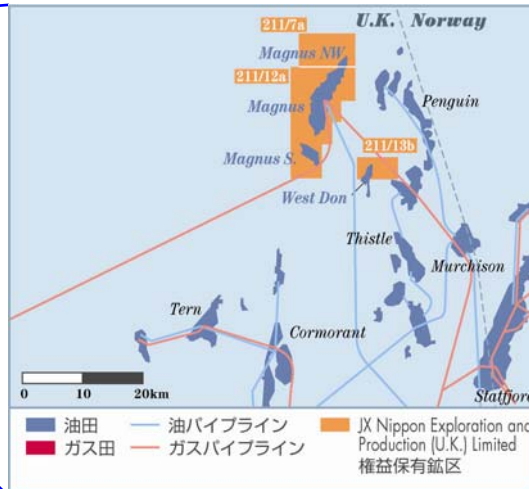 U.K. Norway
211/7a
Magnus NW.
211/12a
Magnus
Penguin
211/13b
Magnus S.
West Don
Thistle
Murchison
Tern
Cormorant
0 10 20km
Statfjord
油田 油パイプライン JX Nippon Exploration and
ガス田 ガスパイプライン Production (U.K.) Limited
権益保有鉱区